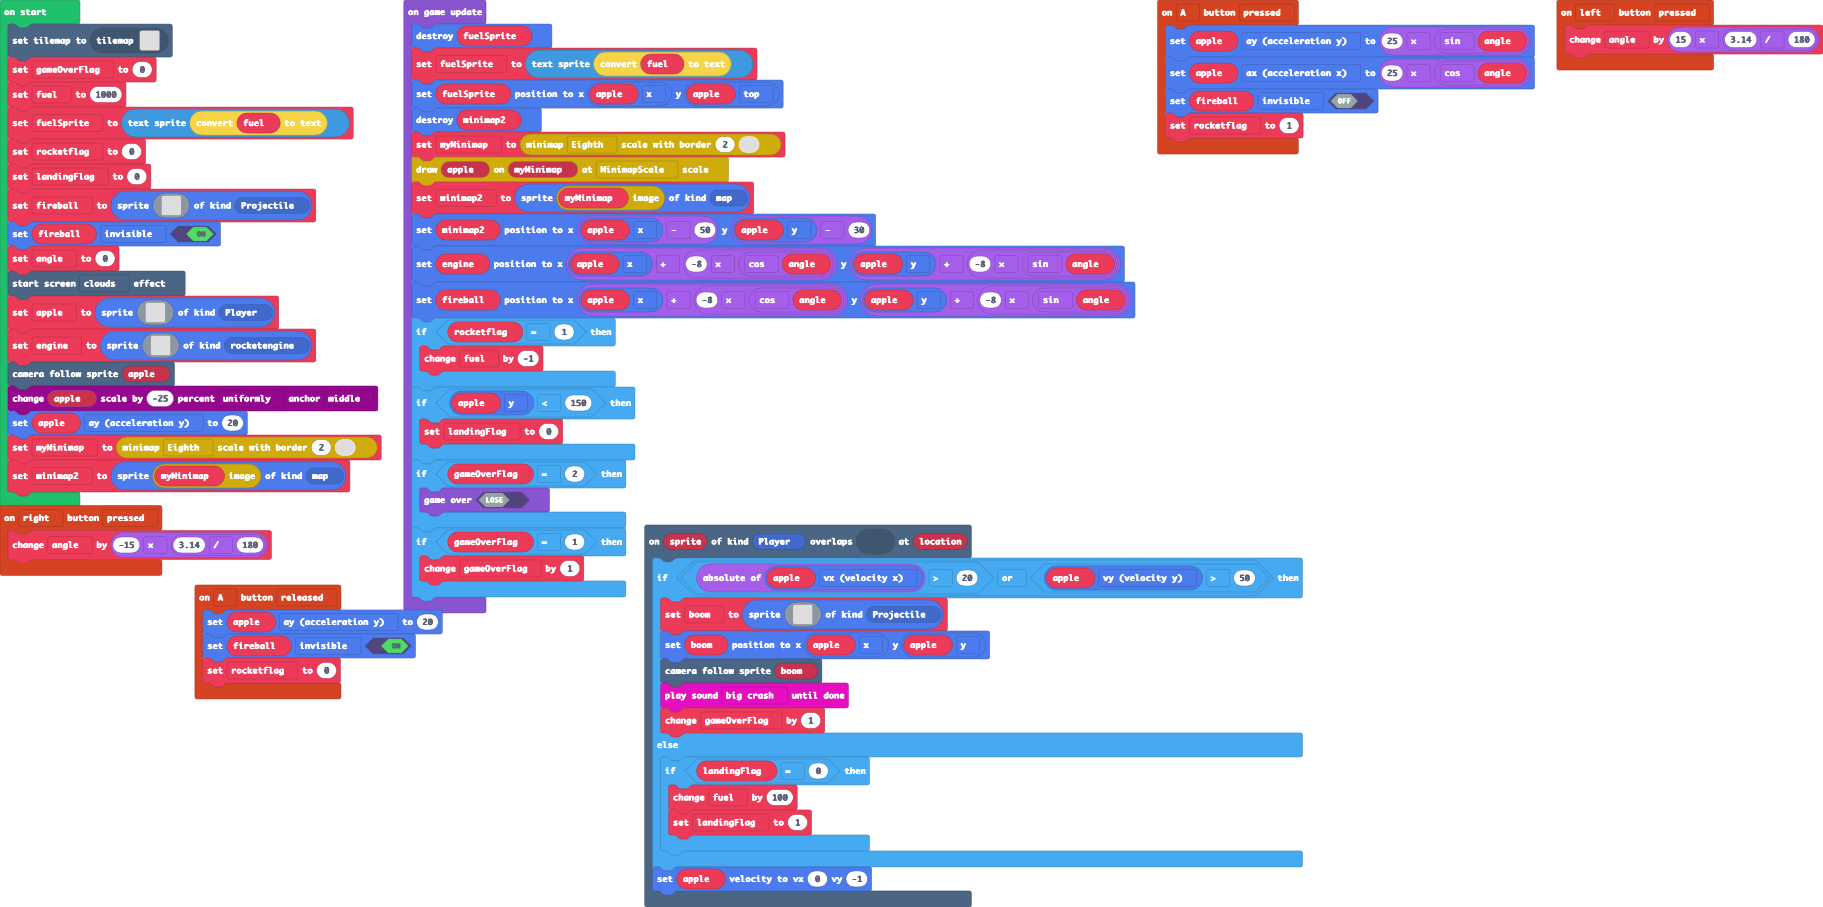 on start
set tilemap to tilemap
set gameOverFlag to 0
set fuel to 1000
set fuelSprite to text sprite convert fuel to text
set rocketflag to 0
set landingFlag to 0
set fireball to sprite of kind Projectile
set fireball invisible ON
set angle to 0
start screen clouds effect
set apple to sprite of kind Player
set engine to sprite of kind rocketengine
camera follow sprite apple
change apple scale by -25 percent uniformly anchor middle
set apple ay (acceleration y) to 20
set myMinimap to minimap Eighth scale with border 2
set minimap2 to sprite myMinimap image of kind map
on right button pressed
change angle by -15 × 3.14 / 180
on A button released
set apple ay (acceleration y) to 20
set fireball invisible ON
set rocketflag to 0
on game update
destroy fuelSprite
set fuelSprite to text sprite convert fuel to text
set fuelSprite position to x apple x y apple top
destroy minimap2
set myMinimap to minimap Eighth scale with border 2
draw apple on myMinimap at MinimapScale scale
set minimap2 to sprite myMinimap image of kind map
set minimap2 position to x apple x - 50 y apple y - 30
set engine position to x apple x + -8 × cos angle y apple y + -8 × sin angle
set fireball position to x apple x + -8 × cos angle y apple y + -8 × sin angle
if rocketflag = 1 then
change fuel by -1
if apple y < 150 then
set landingFlag to 0
if gameOverFlag = 2 then
game over LOSE
if gameOverFlag = 1 then
change gameOverFlag by 1
on sprite of kind Player overlaps at location
if absolute of apple vx (velocity x) > 20 or apple vy (velocity y) > 50 then
set boom to sprite of kind Projectile
set boom position to x apple x y apple y
camera follow sprite boom
play sound big crash until done
change gameOverFlag by 1
else
if landingFlag = 0 then
change fuel by 100
set landingFlag to 1
set apple velocity to vx 0 vy -1
on A button pressed
set apple ay (acceleration y) to 25 × sin angle
set apple ax (acceleration x) to 25 × cos angle
set fireball invisible OFF
set rocketflag to 1
on left button pressed
change angle by 15 × 3.14 / 180